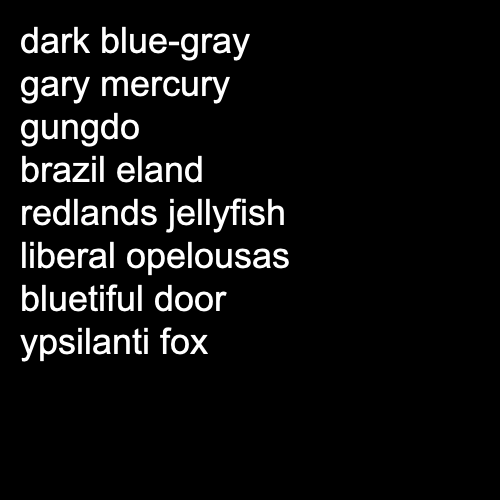 dark blue-gray
gary mercury
gungdo
brazil eland
redlands jellyfish
liberal opelousas
bluetiful door
ypsilanti fox